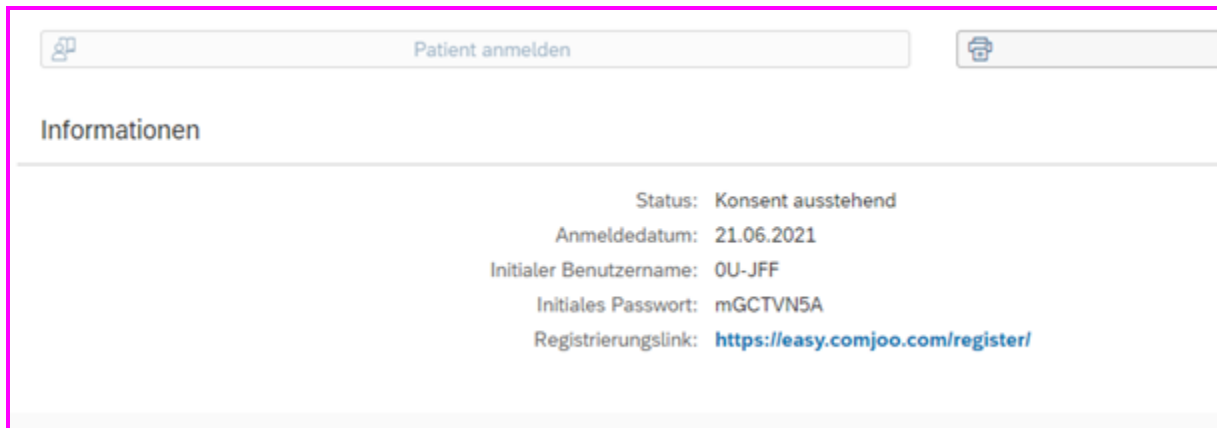 Patient anmelden
Informationen
Status: Konsent ausstehend
Anmeldedatum: 21.06.2021
Initialer Benutzername: 0U-JFF
Initiales Passwort: mGCTVN5A
Registrierungslink: https://easy.comjoo.com/register/